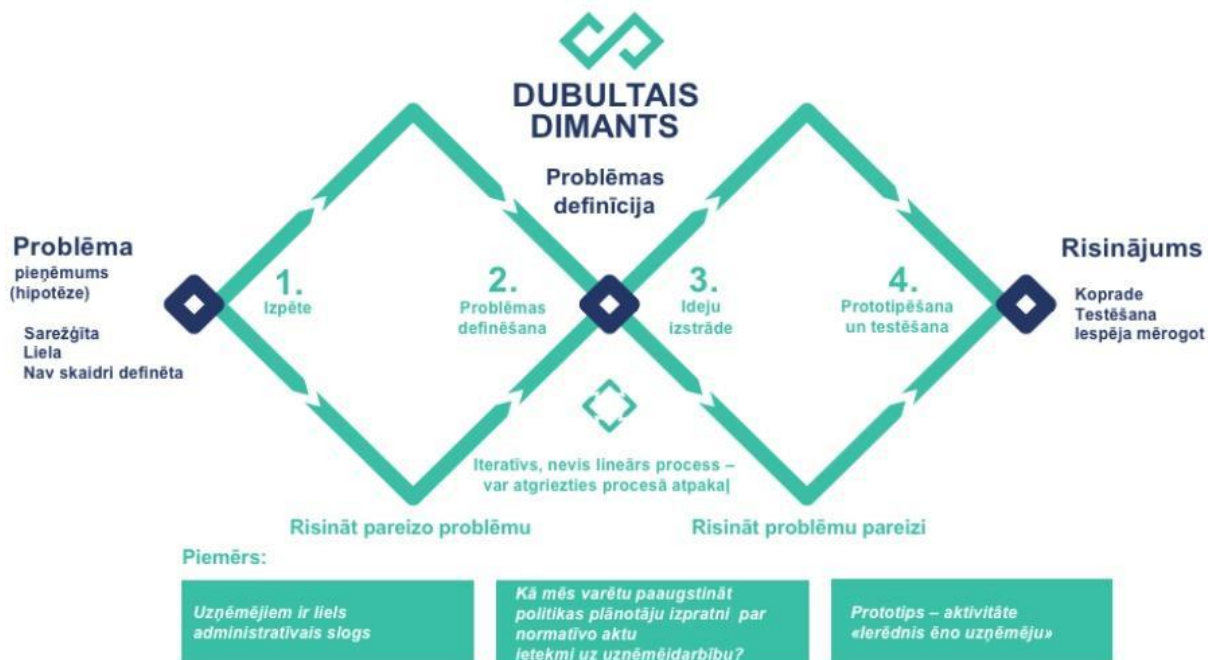 DUBULTAIS
DIMANTS
Problēmas
definīcija
Problēma
pieņēmums
(hipotēze)
Sarežģīta
Liela
Nav skaidri definēta
1.
Izpēte
2.
Problēmas
definēšana
3.
Ideju
izstrāde
4.
Prototipēšana
un testēšana
Risinājums
Koprade
Testēšana
Iespēja mērogot
Iteratīvs, nevis lineārs process –
var atgriezties procesā atpakaļ
Risināt pareizo problēmu
Risināt problēmu pareizi
Piemērs:
Uzņēmējiem ir liels
administratīvais slogs
Kā mēs varētu paaugstināt
politikas plānotāju izpratni par
normatīvo aktu
ietekmi uz uzņēmējdarbību?
Prototips – aktivitāte
«Ierēdnis ēno uzņēmēju»